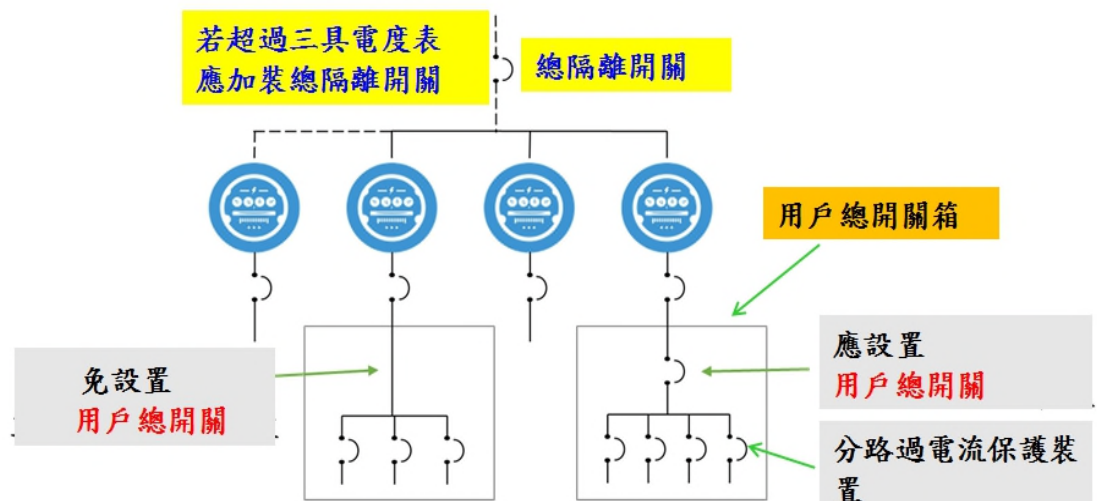 若超過三具電度表
應加裝總隔離開關
總隔離開關
用戶總開關箱
免設置
用戶總開關
應設置
用戶總開關
分路過電流保護裝
置